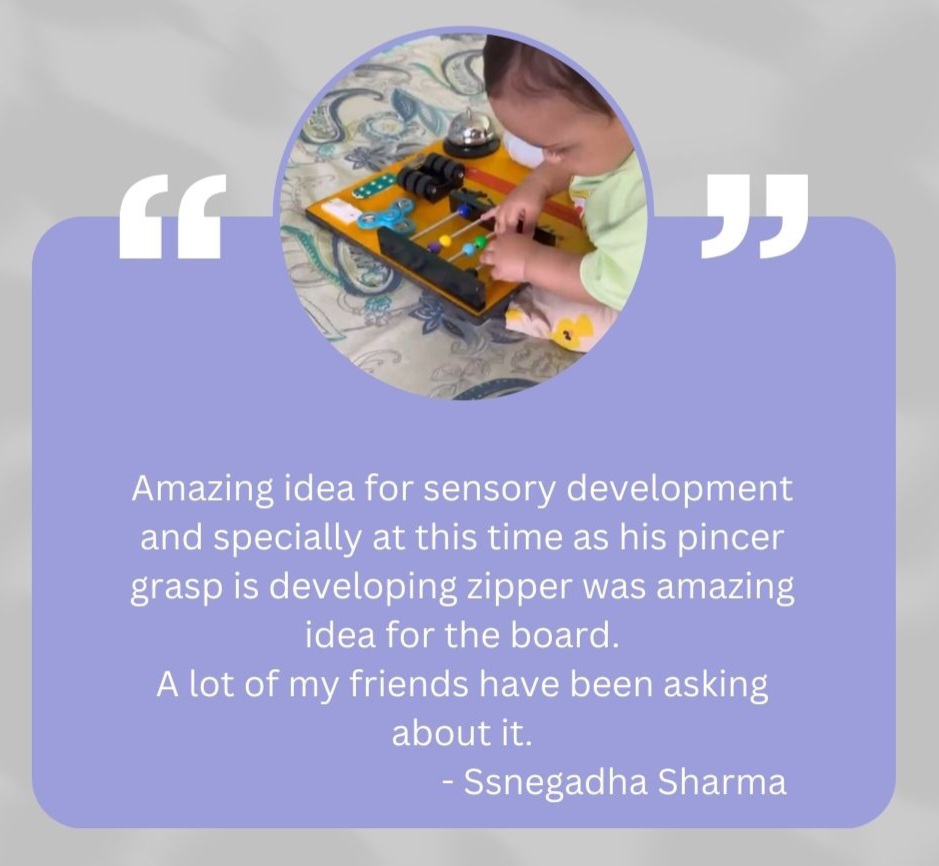 Amazing idea for sensory development
and specially at this time as his pincer
grasp is developing zipper was amazing
idea for the board.
A lot of my friends have been asking
about it.
- Ssnegadha Sharma